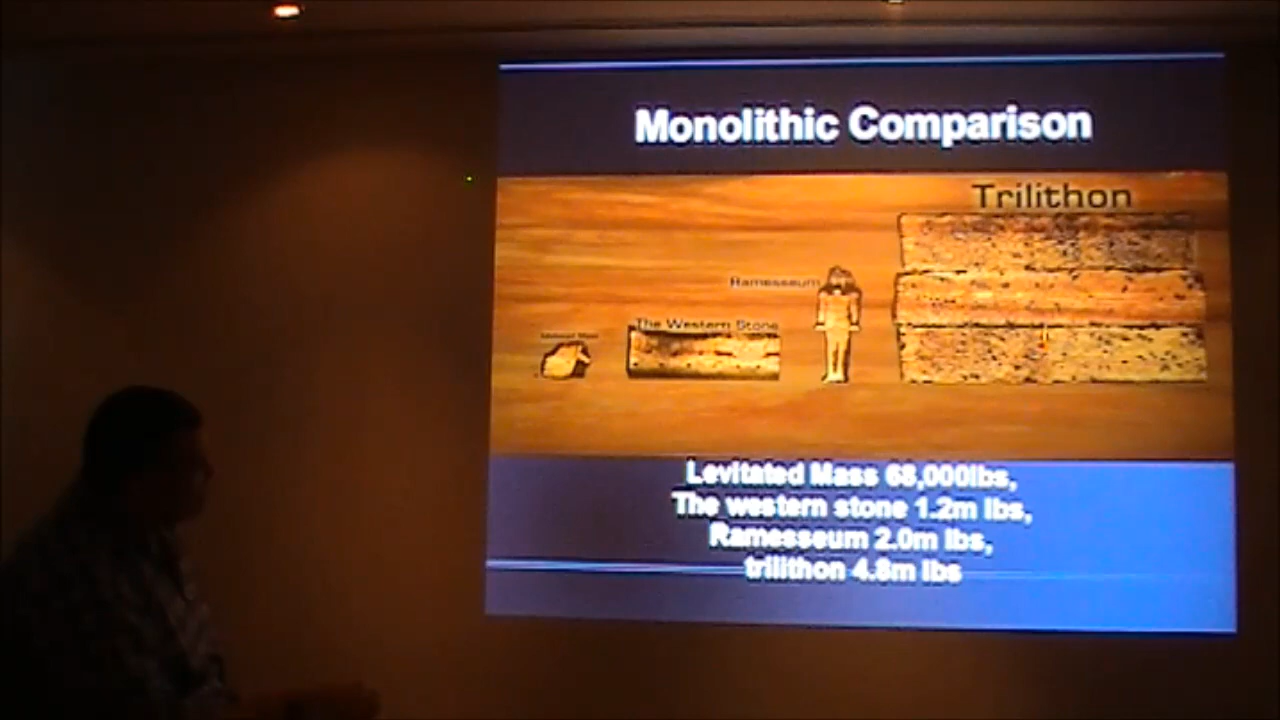 Monolithic Comparison
Trilithon
Ramesseum
The Western Stone
Levitated Mass 68,000lbs,
The western stone 1.2m lbs,
Ramesseum 2.0m lbs,
trilithon 4.8m lbs